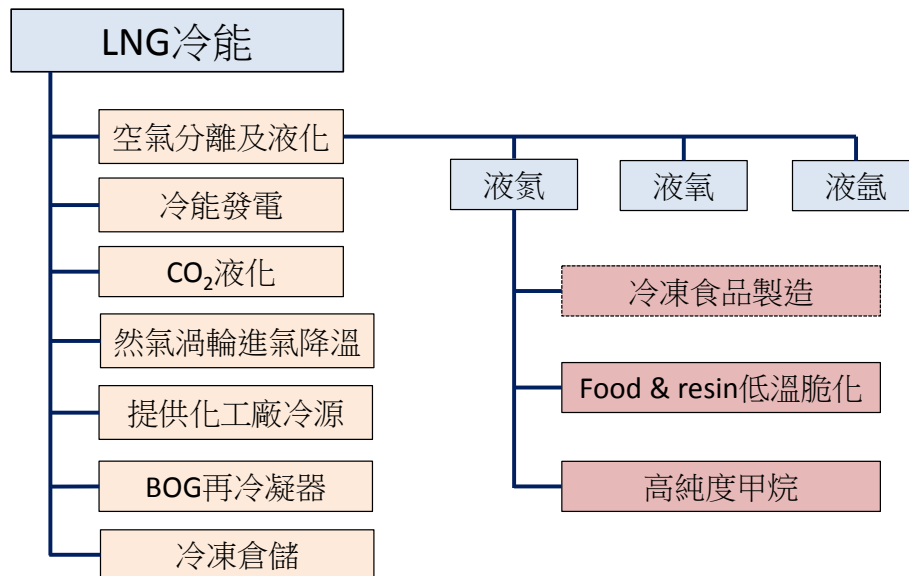 LNG冷能
空氣分離及液化
液氮
液氧
液氬
冷能發電
CO₂液化
冷凍食品製造
然氣渦輪進氣降溫
提供化工廠冷源
Food & resin低溫脆化
BOG再冷凝器
高純度甲烷
冷凍倉儲